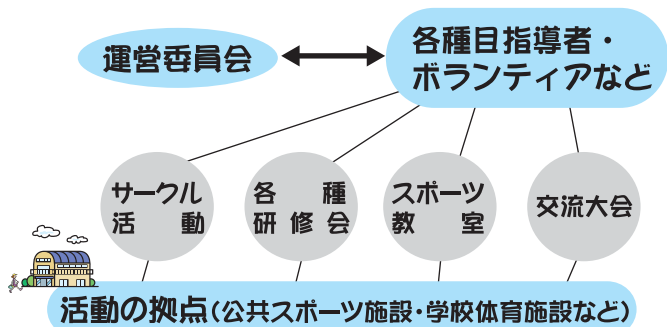 運営委員会
各種目指導者・
ボランティアなど
サークル
活動
各種
研修会
スポーツ
教室
交流大会
活動の拠点(公共スポーツ施設・学校体育施設など)